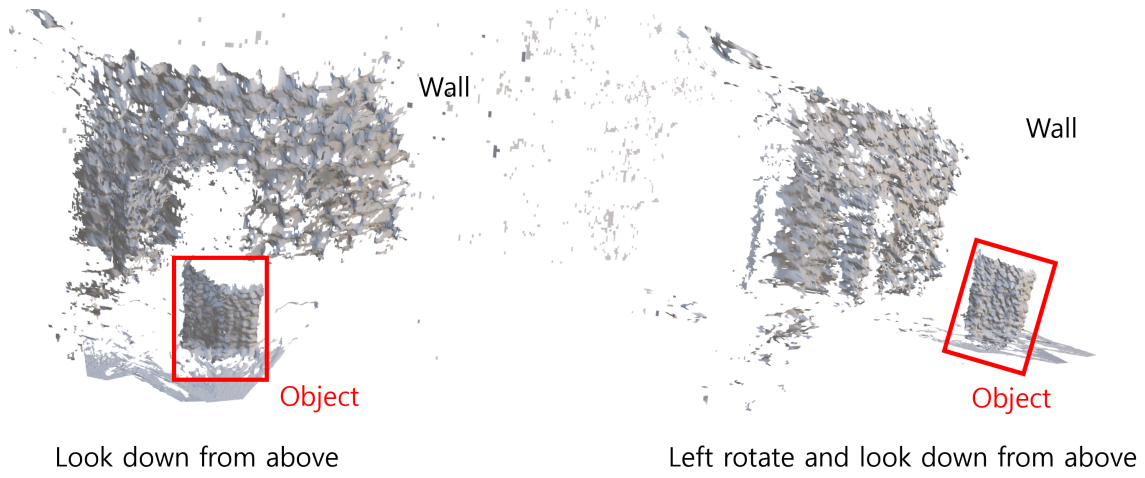 Wall
Wall
Object
Object
Look down from above
Left rotate and look down from above